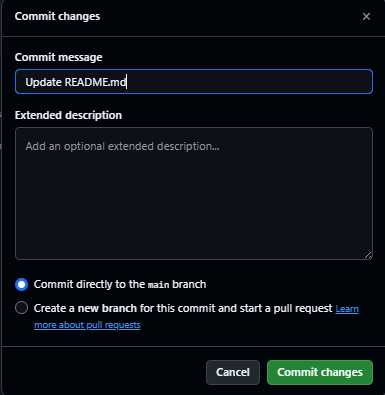 Commit changes
Commit message
Update README.md
Extended description
Add an optional extended description...
Commit directly to the main branch
Create a new branch for this commit and start a pull request Learn
more about pull requests
Cancel
Commit changes